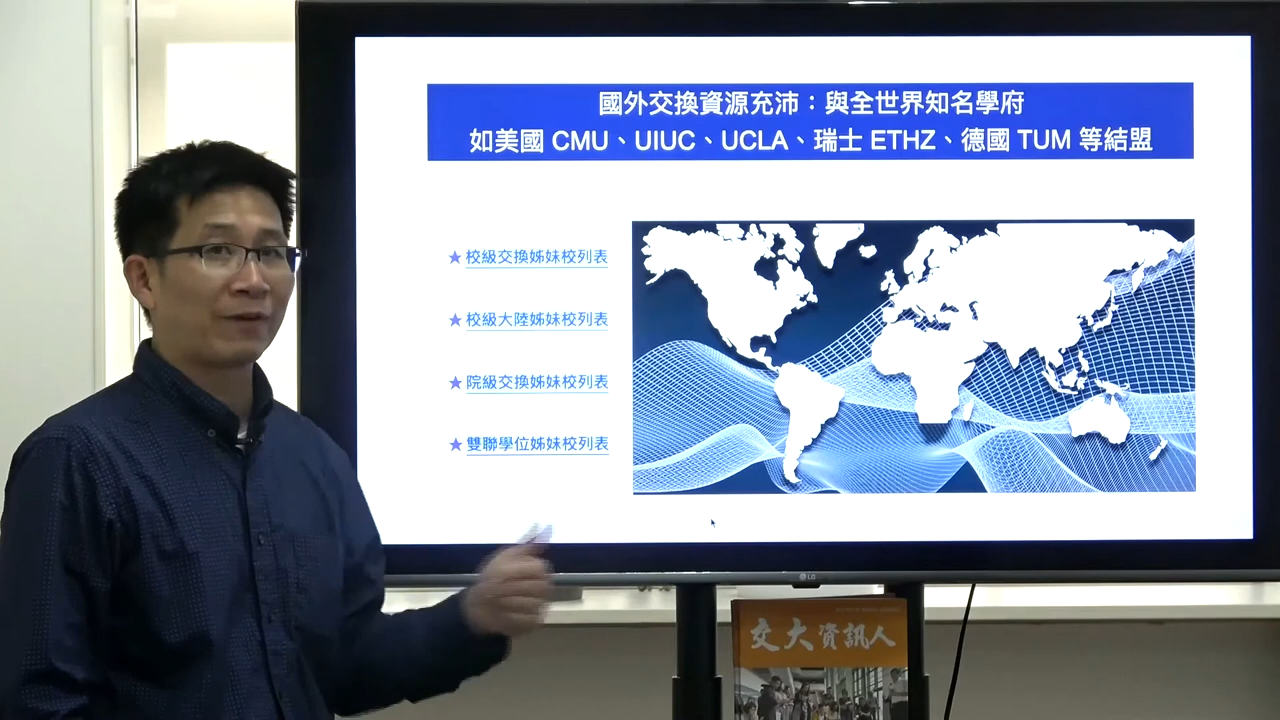 國外交換資源充沛：與全世界知名學府
如美國 CMU、UIUC、UCLA、瑞士 ETHZ、德國 TUM 等結盟
★校級交換姊妹校列表
★校級大陸姊妹校列表
★院級交換姊妹校列表
★雙聯學位姊妹校列表
LG
交大資訊人